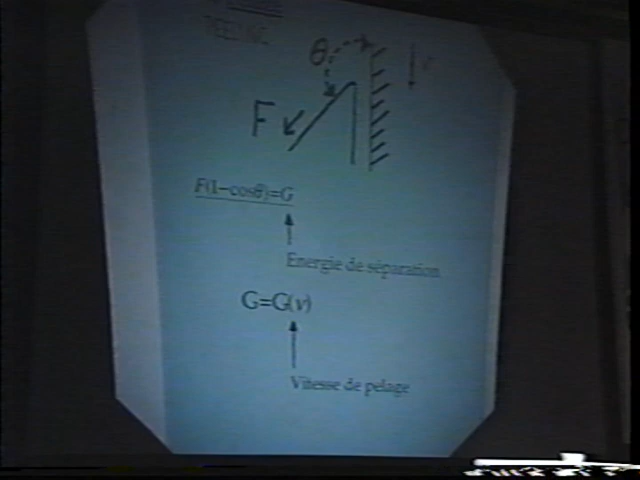 PEELING
θ
v
F
F(1−cosθ)=G
Energie de séparation
G=G(v)
Vitesse de pelage